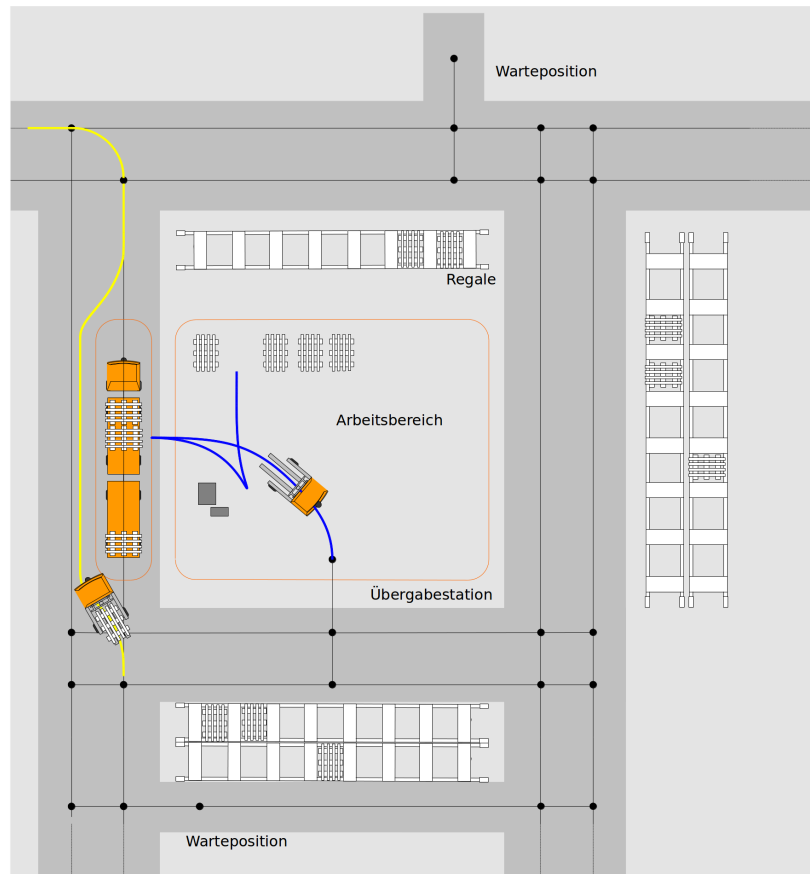 Warteposition
Regale
Arbeitsbereich
Übergabestation
Warteposition